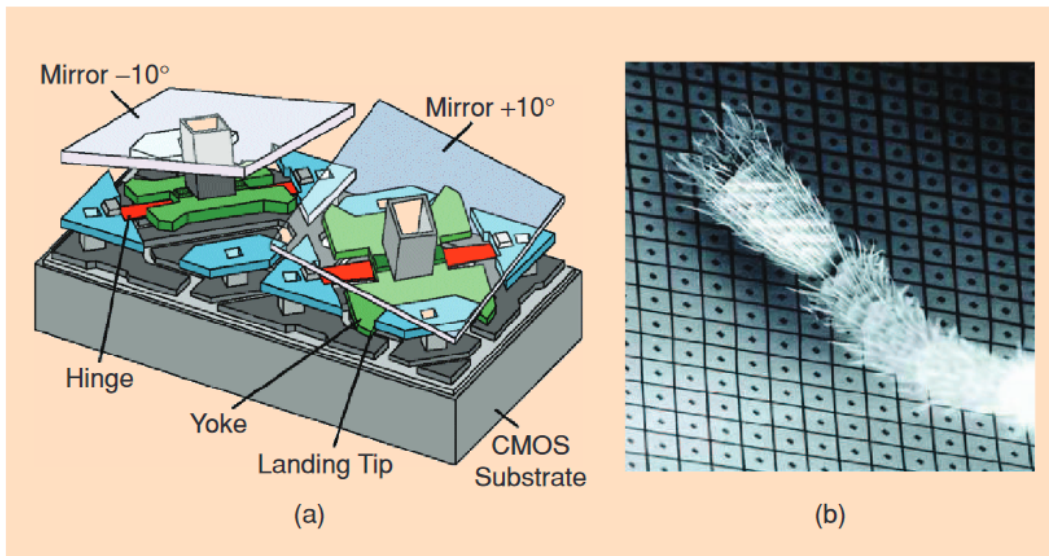 Mirror –10°
Mirror +10°
Hinge
Yoke
Landing Tip
CMOS
Substrate
(a)
(b)